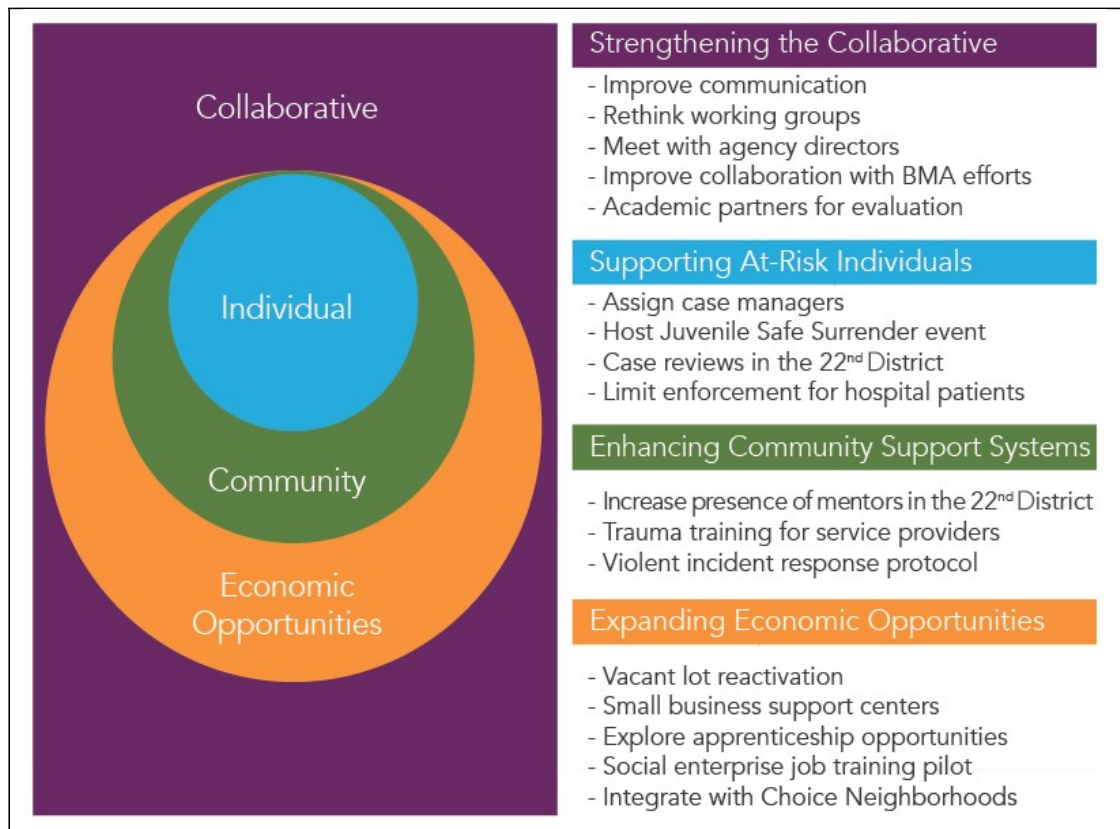 Collaborative
Individual
Community
Economic
Opportunities
Strengthening the Collaborative
- Improve communication
- Rethink working groups
- Meet with agency directors
- Improve collaboration with BMA efforts
- Academic partners for evaluation
Supporting At-Risk Individuals
- Assign case managers
- Host Juvenile Safe Surrender event
- Case reviews in the 22nd District
- Limit enforcement for hospital patients
Enhancing Community Support Systems
- Increase presence of mentors in the 22nd District
- Trauma training for service providers
- Violent incident response protocol
Expanding Economic Opportunities
- Vacant lot reactivation
- Small business support centers
- Explore apprenticeship opportunities
- Social enterprise job training pilot
- Integrate with Choice Neighborhoods